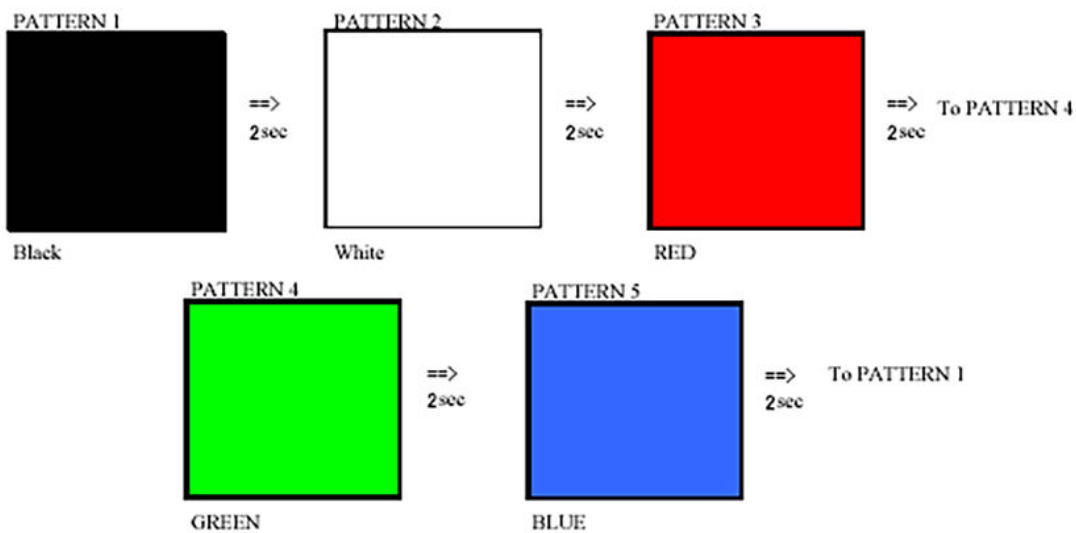 PATTERN 1 PATTERN 2 PATTERN 3
==> ==> ==> To PATTERN 4
2sec 2sec 2sec
Black White RED
PATTERN 4 PATTERN 5
==> ==> To PATTERN 1
2sec 2sec
GREEN BLUE